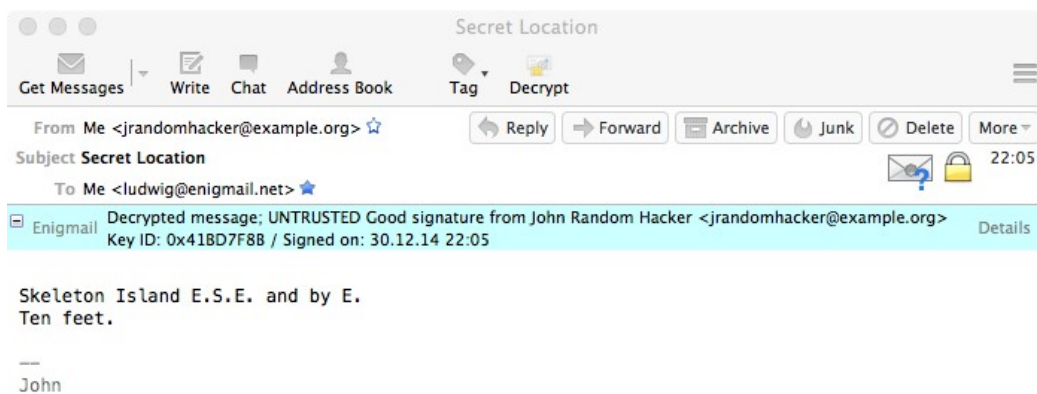 Secret Location
Get Messages Write Chat Address Book Tag Decrypt
From Me <jrandomhacker@example.org> Reply Forward Archive Junk Delete More
Subject Secret Location 22:05
To Me <ludwig@enigmail.net>
Enigmail Decrypted message; UNTRUSTED Good signature from John Random Hacker <jrandomhacker@example.org> Details
Key ID: 0x41BD7F8B / Signed on: 30.12.14 22:05
Skeleton Island E.S.E. and by E.
Ten feet.
__
John